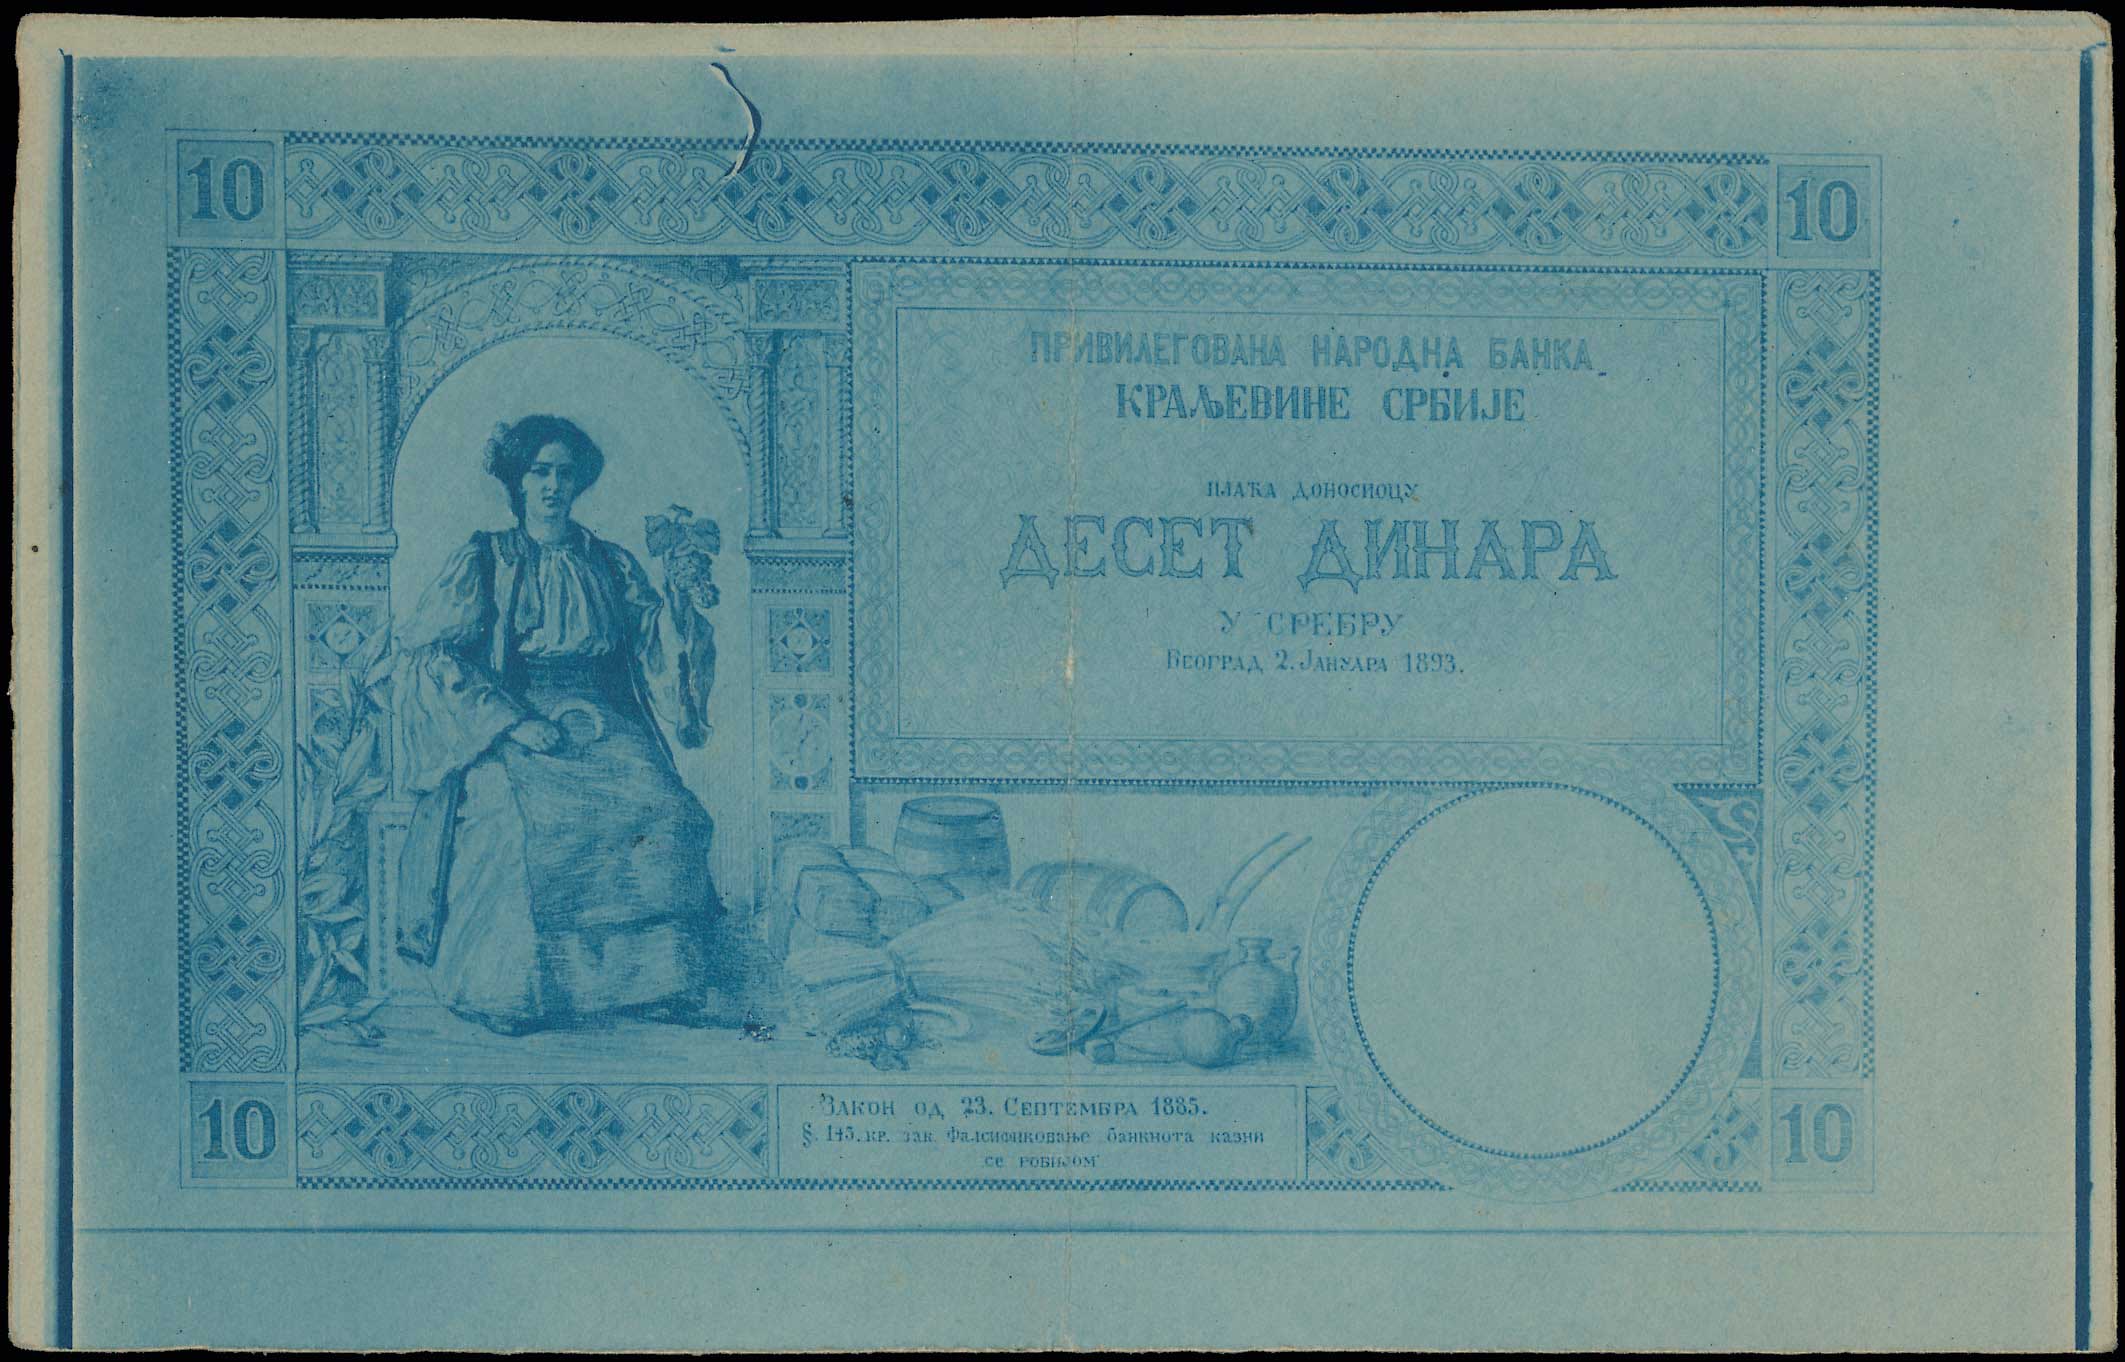 10
10
ПРИВИЛЕГОВАНА НАРОДНА БАНКА
КРАЉЕВИНЕ СРБИЈЕ
ПЛАЋА ДОНОСИОЦУ
ДЕСЕТ ДИНАРА
У СРЕБРУ
БЕОГРАД 2. ЈАНУАРА 1893.
10
ЗАКОН ОД 23. СЕПТЕМБРА 1885.
§. 145. КР. ЗАК. ФАЛСИФИКОВАЊЕ БАНКНОТА КАЗНИ
СЕ РОБИЈОМ
10